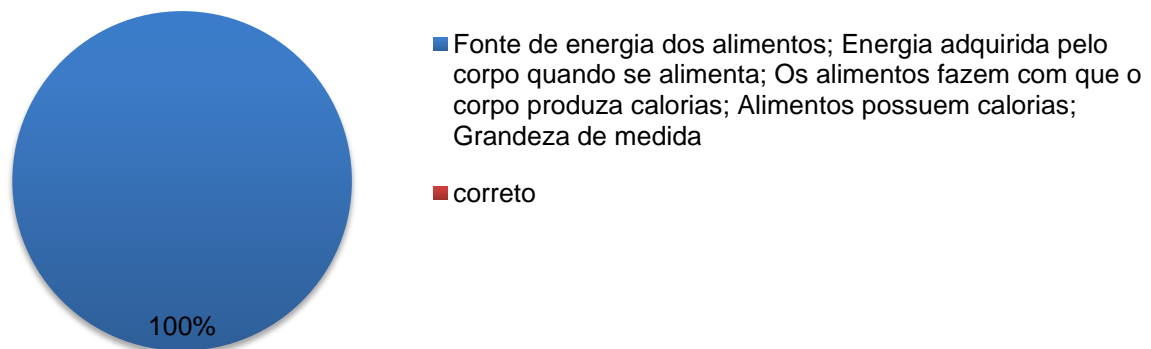 Fonte de energia dos alimentos; Energia adquirida pelo
corpo quando se alimenta; Os alimentos fazem com que o
corpo produza calorias; Alimentos possuem calorias;
Grandeza de medida
correto
100%